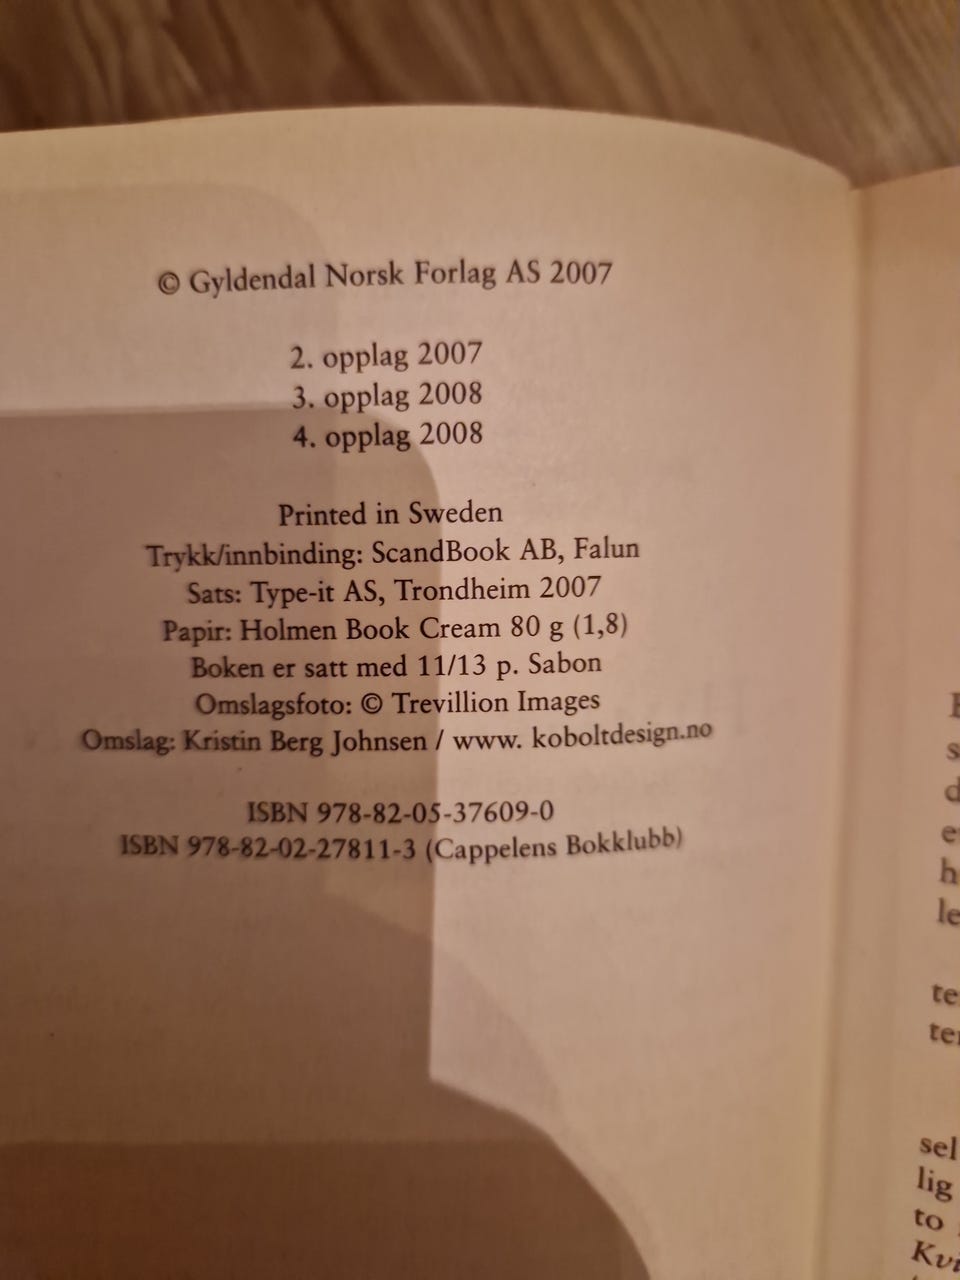 © Gyldendal Norsk Forlag AS 2007
2. opplag 2007
3. opplag 2008
4. opplag 2008
Printed in Sweden
Trykk/innbinding: ScandBook AB, Falun
Sats: Type-it AS, Trondheim 2007
Papir: Holmen Book Cream 80 g (1,8)
Boken er satt med 11/13 p. Sabon
Omslagsfoto: © Trevillion Images
Omslag: Kristin Berg Johnsen / www. koboltdesign.no
ISBN 978-82-05-37609-0
ISBN 978-82-02-27811-3 (Cappelens Bokklubb)
sel
lig
to